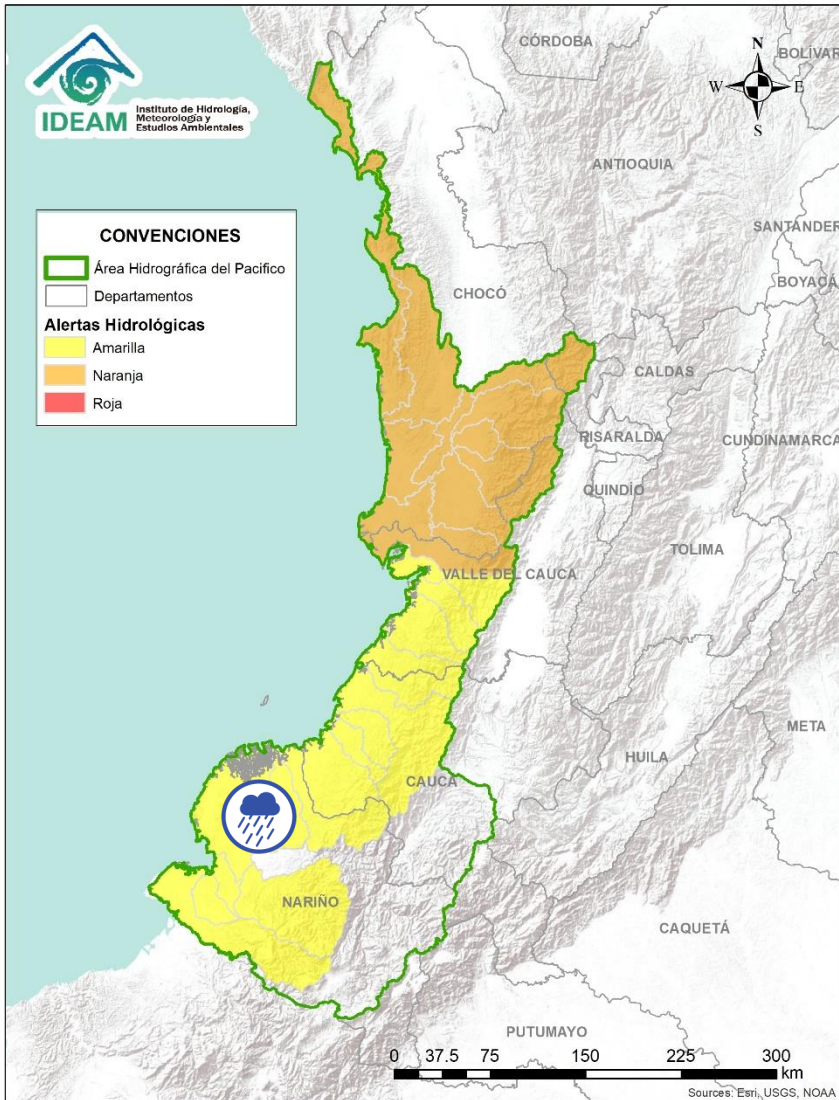 IDEAM
Instituto de Hidrología,
Meteorología y
Estudios Ambientales
N
W
E
S
CONVENCIONES
Área Hidrográfica del Pacifico
Departamentos
Alertas Hidrológicas
Amarilla
Naranja
Roja
CÓRDOBA
BOLÍVAR
ANTIOQUIA
SANTANDER
BOYACÁ
CHOCÓ
CALDAS
RISARALDA
CUNDINAMARCA
QUINDÍO
TOLIMA
VALLE DEL CAUCA
META
HUILA
CAUCA
NARIÑO
CAQUETÁ
PUTUMAYO
0 37.5 75 150 225 300
km
Sources: Esri, USGS, NOAA